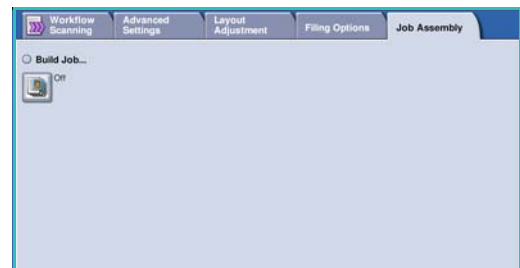 Workflow
Scanning
Advanced
Settings
Layout
Adjustment
Filing Options
Job Assembly
Build Job...
Off